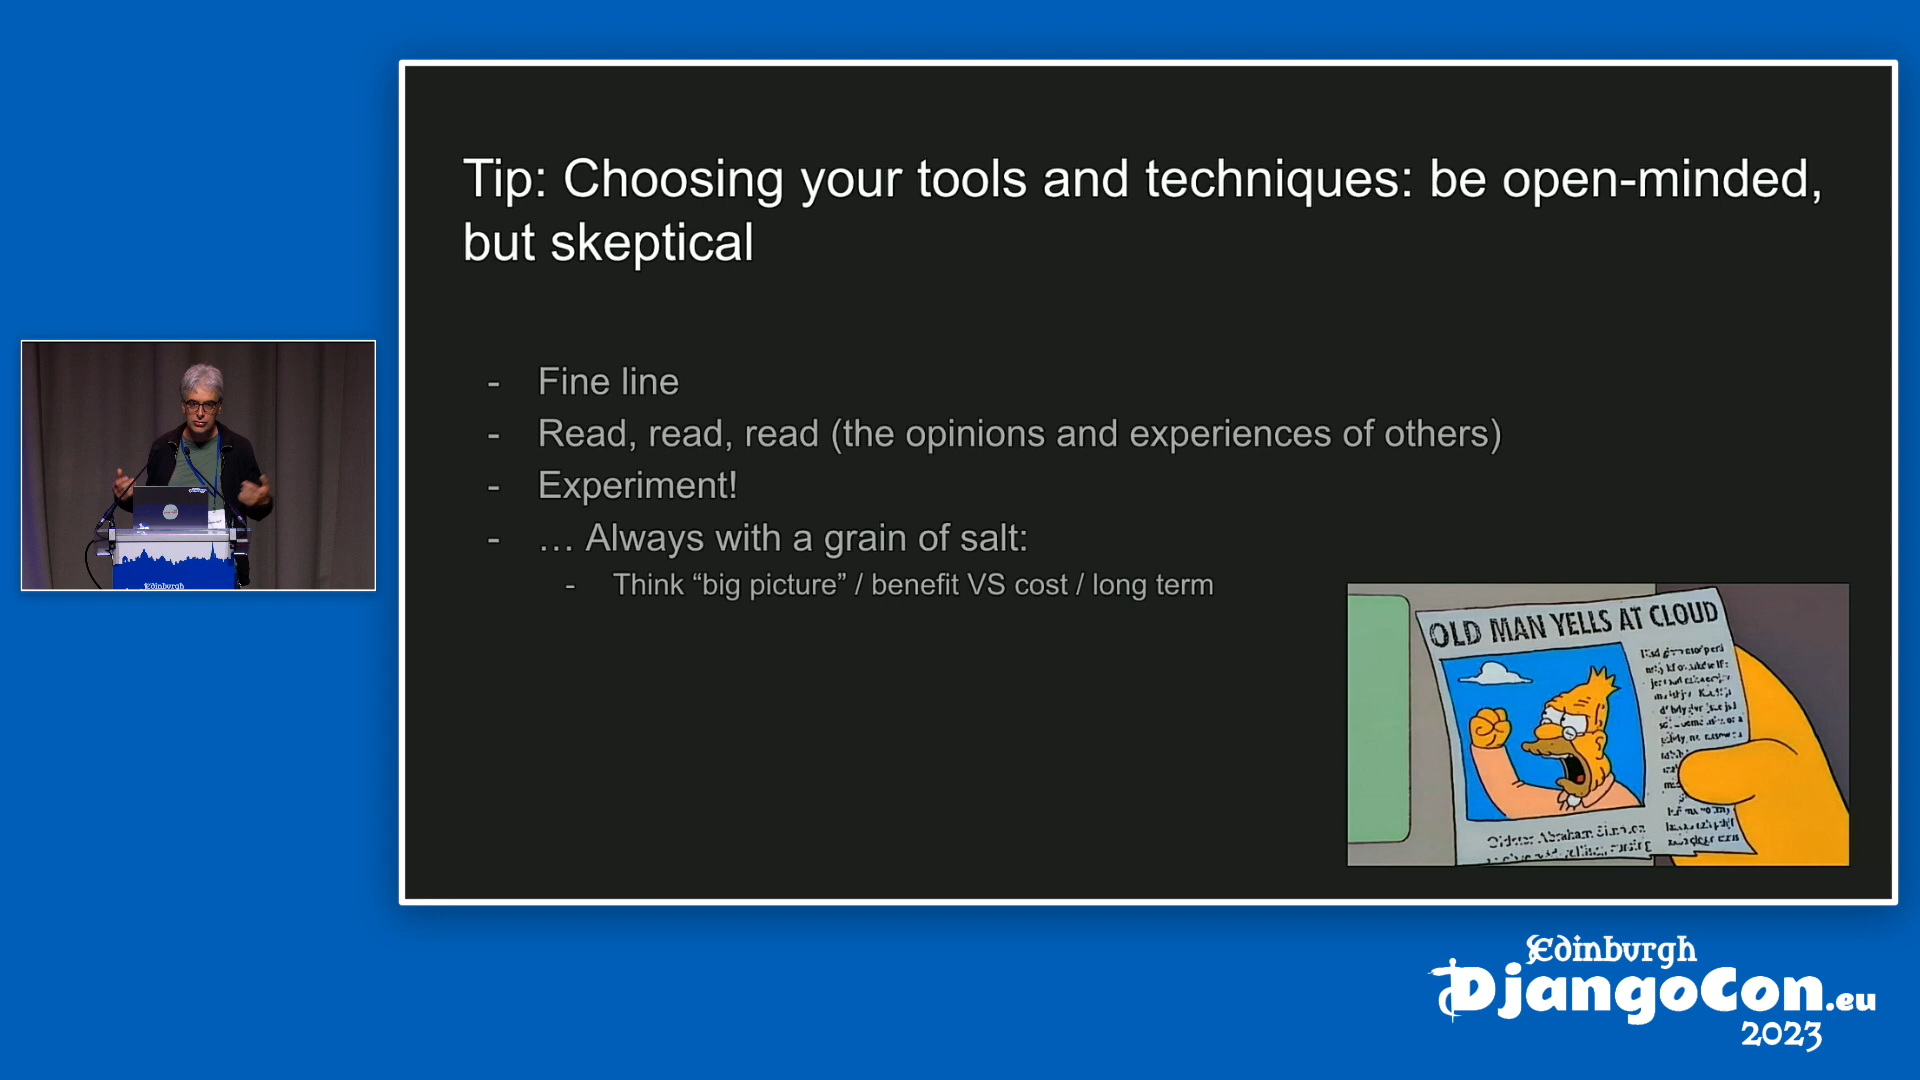 Tip: Choosing your tools and techniques: be open-minded,
but skeptical
- Fine line
- Read, read, read (the opinions and experiences of others)
- Experiment!
- … Always with a grain of salt:
- Think “big picture” / benefit VS cost / long term
OLD MAN YELLS AT CLOUD
Edinburgh
Edinburgh
DjangoCon.eu
2023